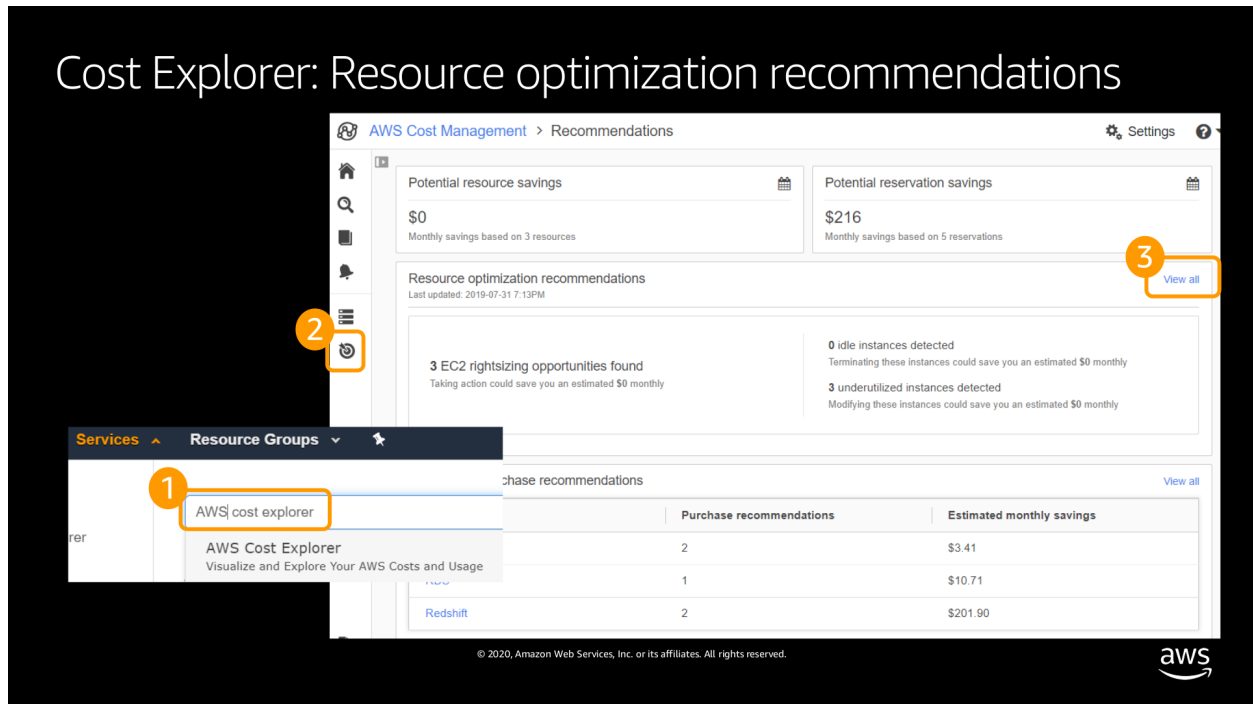 Cost Explorer: Resource optimization recommendations
AWS Cost Management > Recommendations
Settings
Potential resource savings
$0
Monthly savings based on 3 resources
Potential reservation savings
$216
Monthly savings based on 5 reservations
3
Resource optimization recommendations
View all
Last updated: 2019-07-31 7:13PM
2
3 EC2 rightsizing opportunities found
Taking action could save you an estimated $0 monthly
0 idle instances detected
Terminating these instances could save you an estimated $0 monthly
3 underutilized instances detected
Modifying these instances could save you an estimated $0 monthly
Services
Resource Groups
1
AWS cost explorer
rer
AWS Cost Explorer
Visualize and Explore Your AWS Costs and Usage
chase recommendations
View all
Purchase recommendations
Estimated monthly savings
2
$3.41
1
$10.71
Redshift
2
$201.90
© 2020, Amazon Web Services, Inc. or its affiliates. All rights reserved.
aws